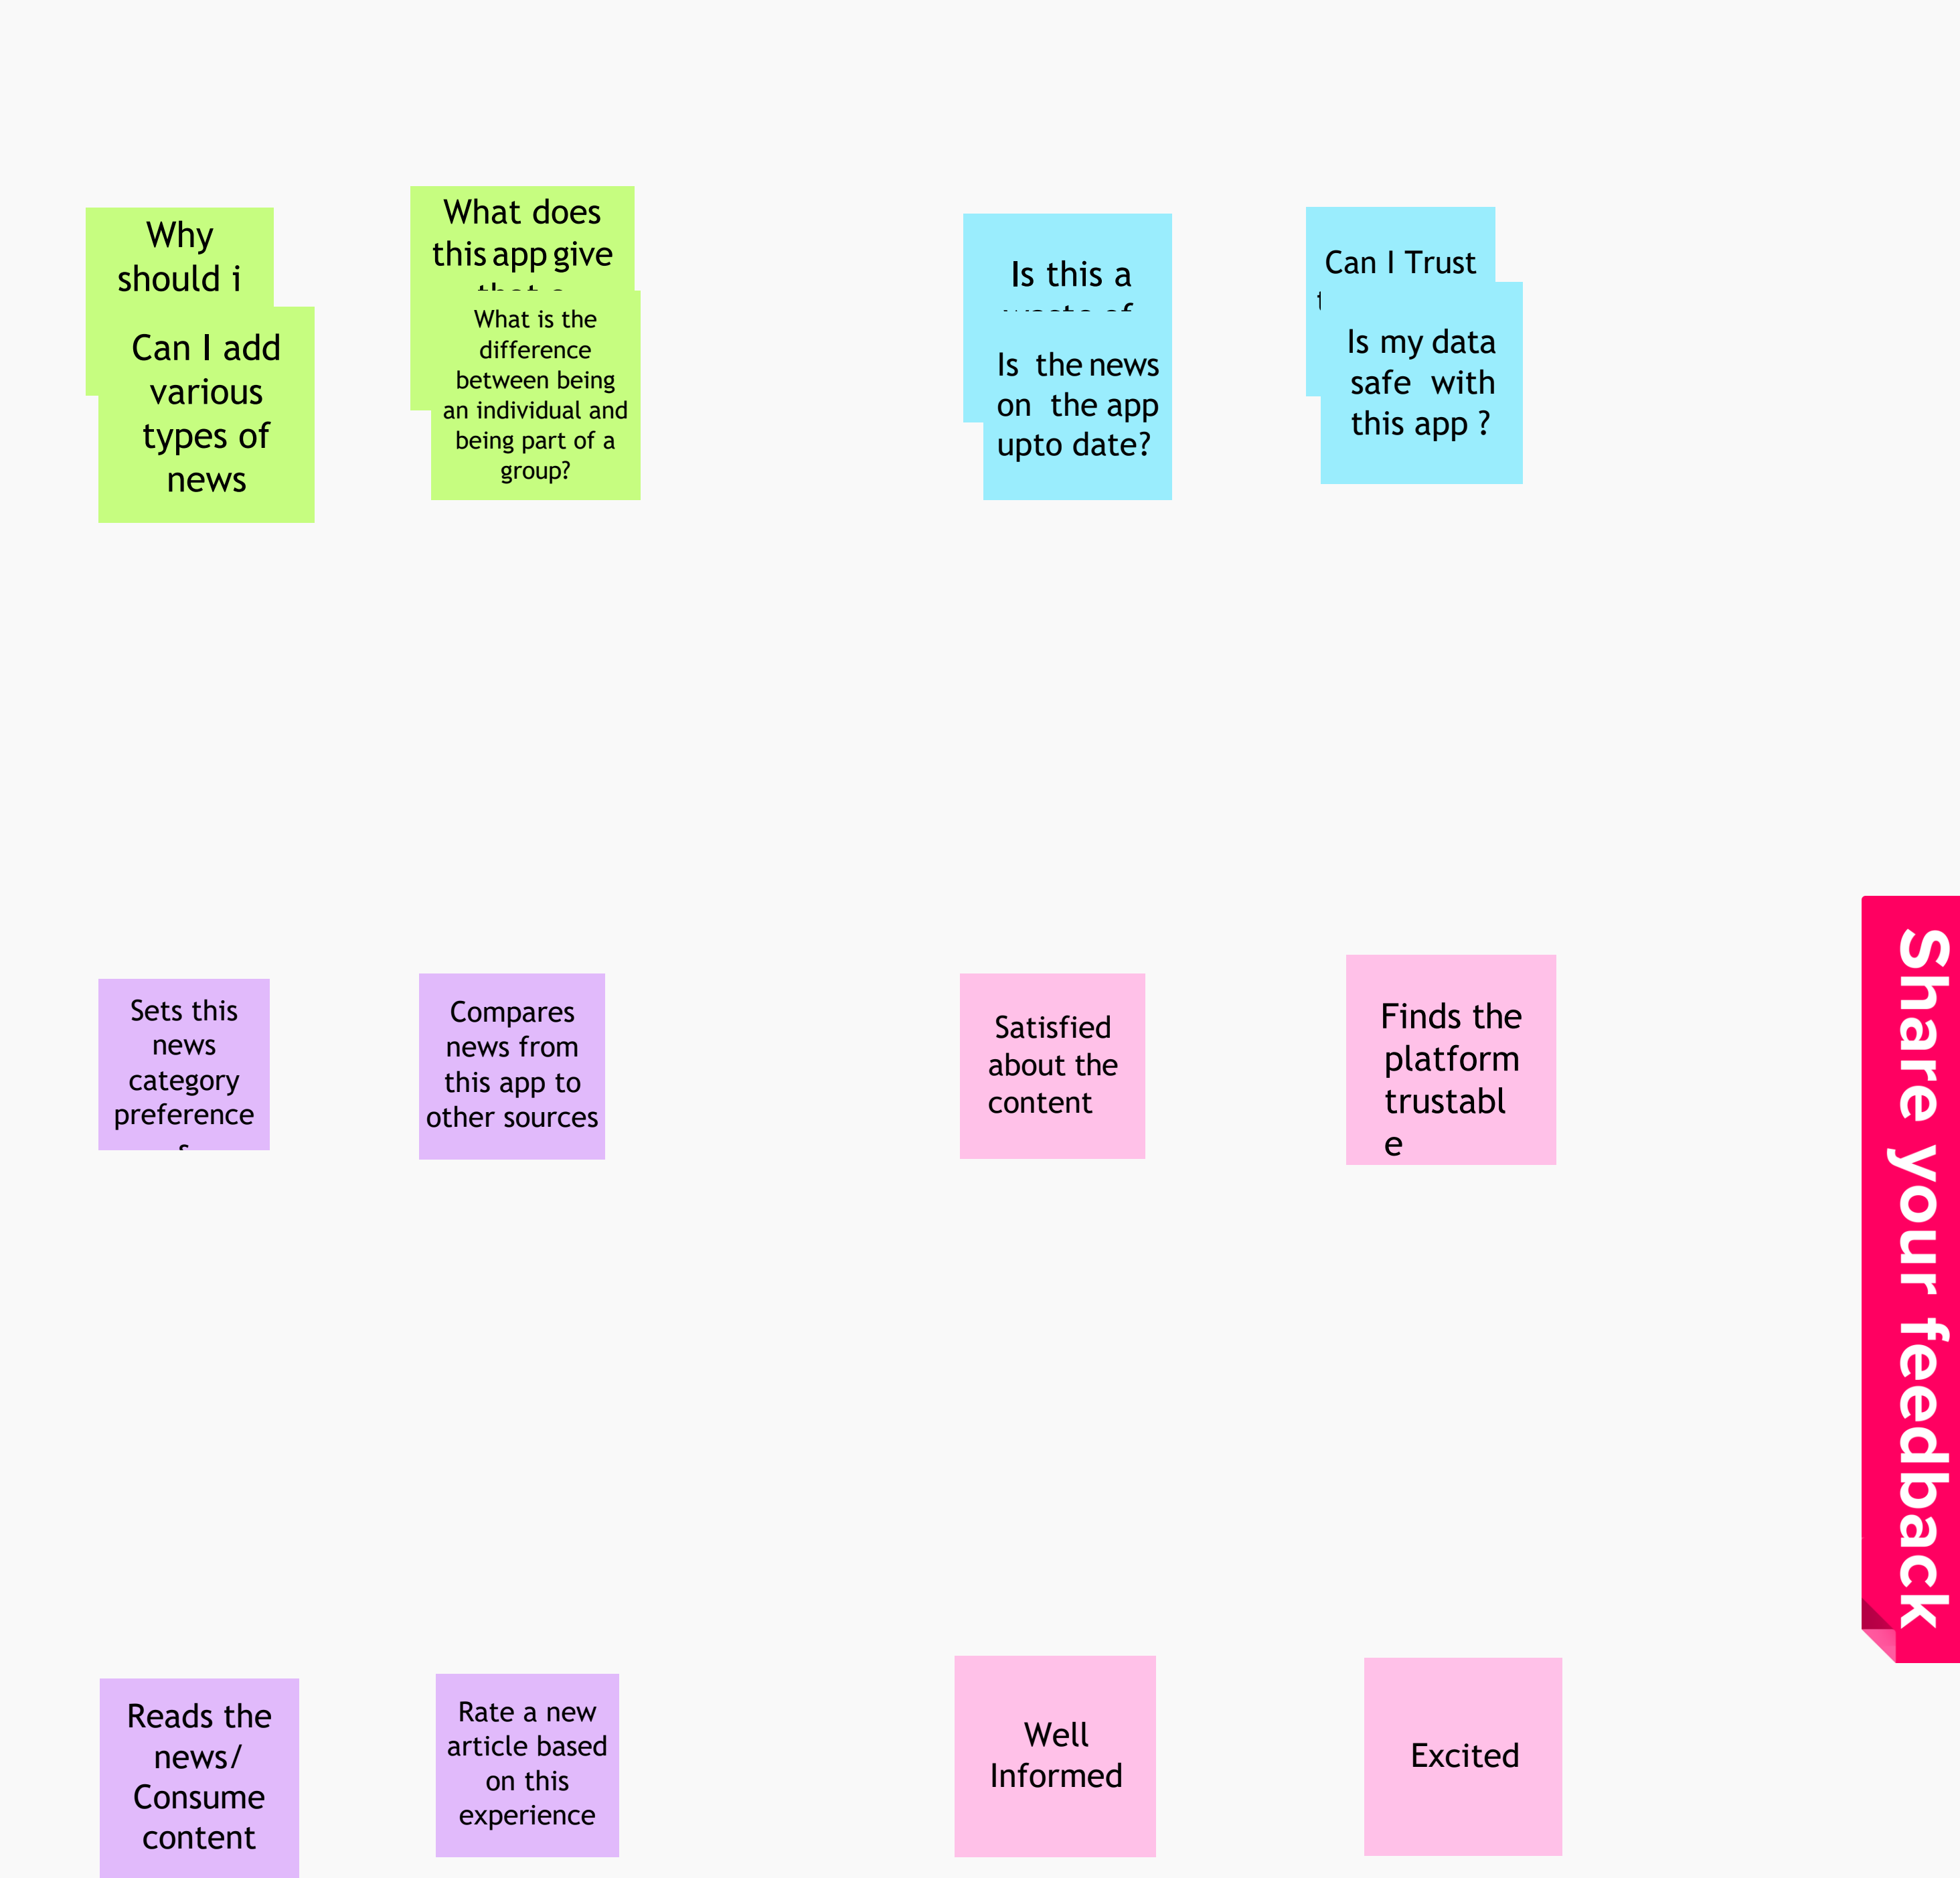 Why
should i
Can I add
various
types of
news
What does
this app give
What is the
difference
between being
an individual and
being part of a
group?
Is this a
Is the news
on the app
upto date?
Can I Trust
Is my data
safe with
this app ?
Sets this
news
category
preference
s
Compares
news from
this app to
other sources
Satisfied
about the
content
Finds the
platform
trustabl
e
Share your feedback
Reads the
news/
Consume
content
Rate a new
article based
on this
experience
Well
Informed
Excited